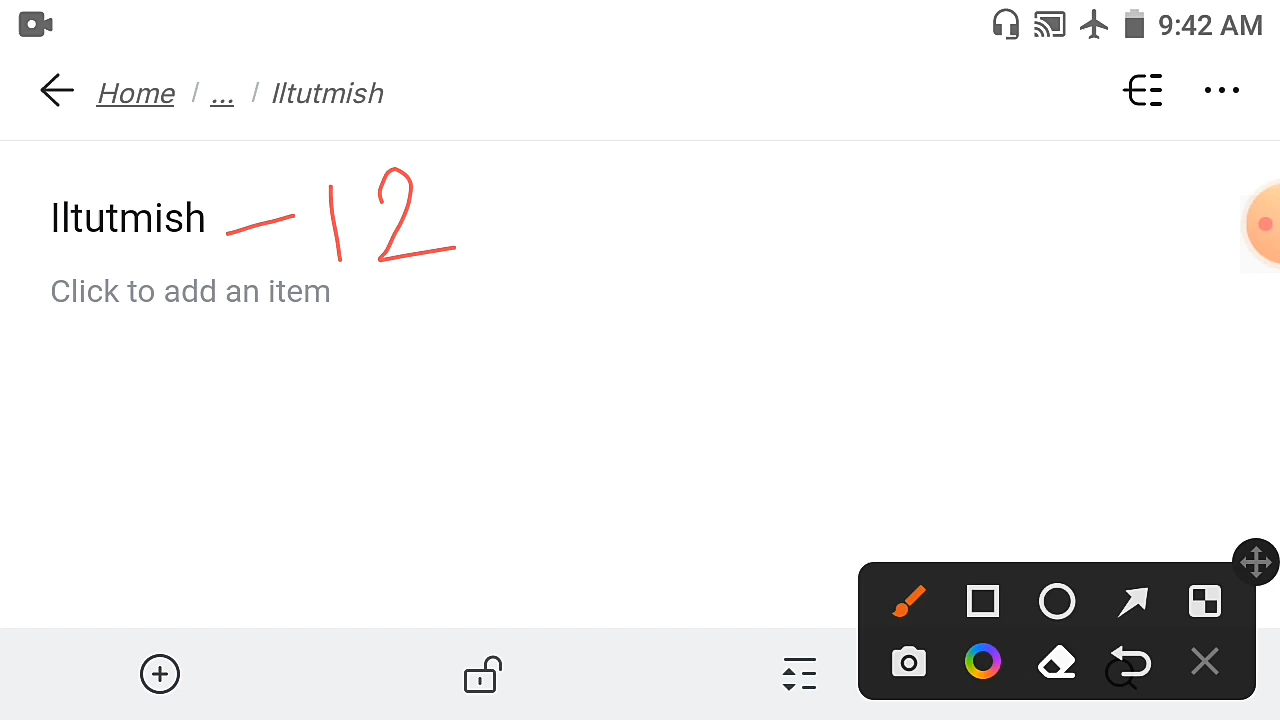 9:42 AM
Home / ... / Iltutmish
Iltutmish - 12
Click to add an item